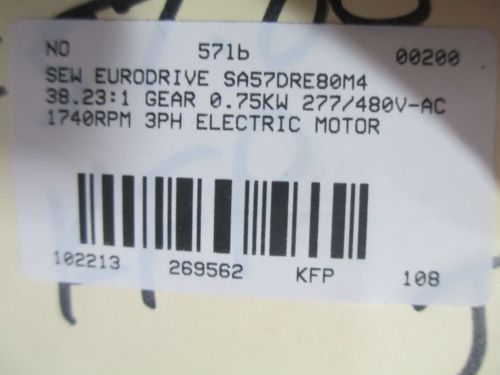 NO 57lb 00200
SEW EURODRIVE SA57DRE80M4
38.23:1 GEAR 0.75KW 277/480V-AC
1740RPM 3PH ELECTRIC MOTOR
102213 269562 KFP 108